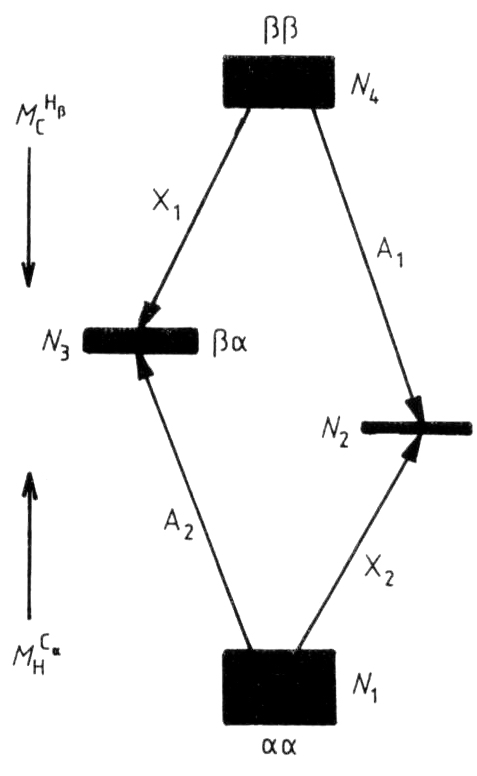 ββ
N₄
M_C^{H_β}
X₁
A₁
N₃
βα
N₂
A₂
X₂
M_H^{C_α}
N₁
αα